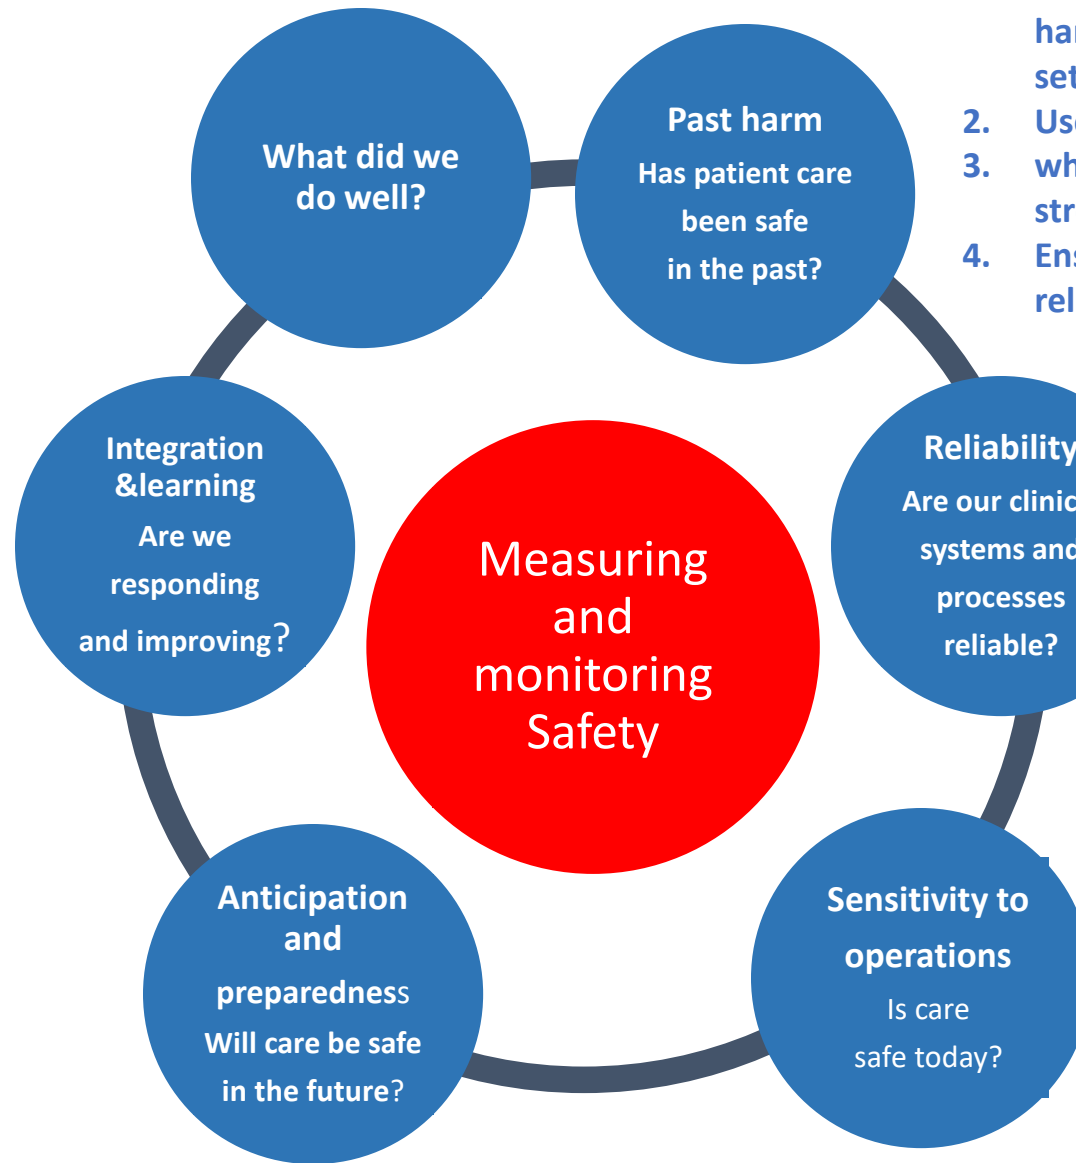 What did we
do well?
Past harm
Has patient care
been safe
in the past?
2.
3.
4.
Reliability
Are our
systems and
processes
reliable?
Sensitivity to
operations
Is care
safe today?
Anticipation
and
preparedness
Will care be safe
in the future?
Integration
&learning
Are we
responding
and improving?
Measuring
and
monitoring
Safety